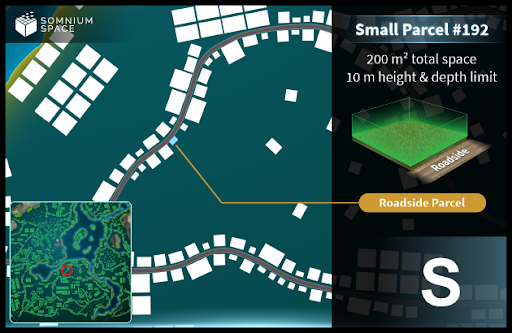 SOMNIUM
SPACE
Small Parcel #192
200 m² total space
10 m height & depth limit
Roadside
Roadside Parcel
S